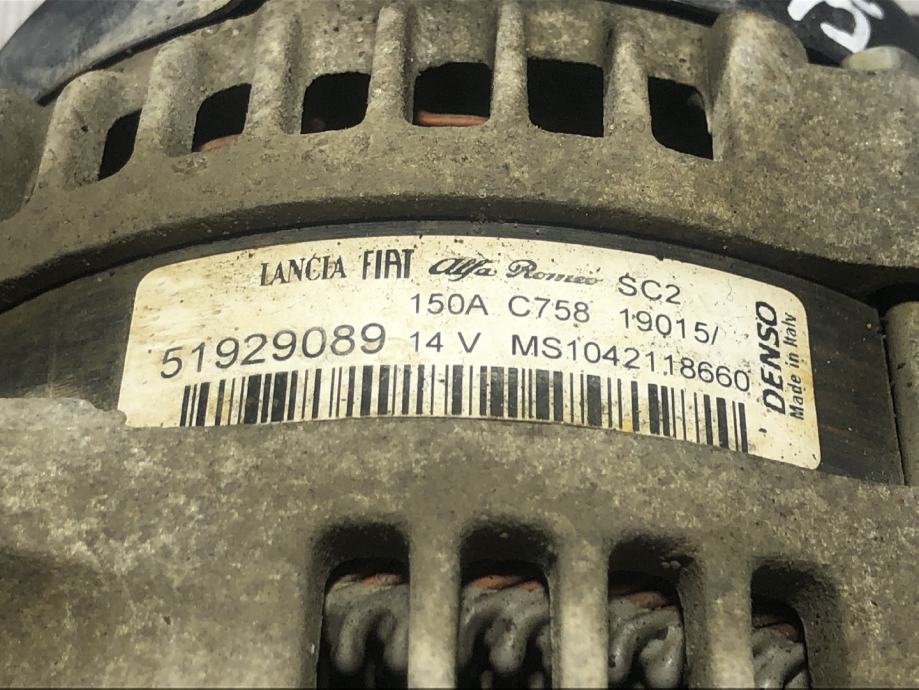 LANCIA FIAT Alfa Romeo SC2
150A C758 19015/
51929089 14 V MS1042118660
DENSO
Made in Italy